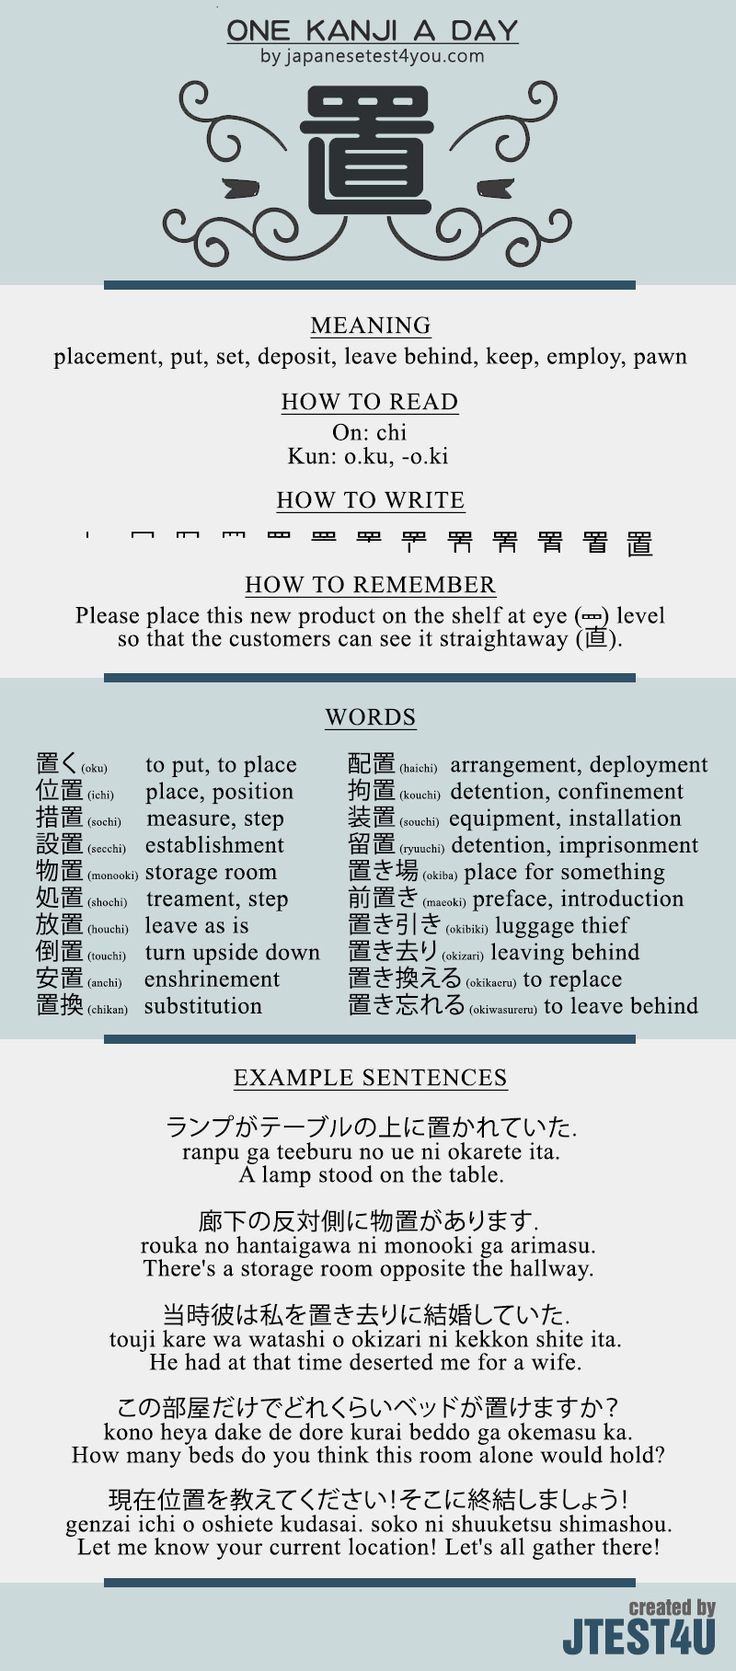 ONE KANJI A DAY
by japanesetest4you.com
置
MEANING
placement, put, set, deposit, leave behind, keep, employ, pawn
HOW TO READ
On: chi
Kun: o.ku, -o.ki
HOW TO WRITE
置
HOW TO REMEMBER
Please place this new product on the shelf at eye (罒) level
so that the customers can see it straightaway (直).
WORDS
置く (oku) to put, to place
位置 (ichi) place, position
措置 (sochi) measure, step
設置 (secchi) establishment
物置 (monooki) storage room
処置 (shochi) treament, step
放置 (houchi) leave as is
倒置 (touchi) turn upside down
安置 (anchi) enshrinement
置換 (chikan) substitution
配置 (haichi) arrangement, deployment
拘置 (kouchi) detention, confinement
装置 (souchi) equipment, installation
留置 (ryuuchi) detention, imprisonment
置き場 (okiba) place for something
前置き (maeoki) preface, introduction
置き引き (okibiki) luggage thief
置き去り (okizari) leaving behind
置き換える (okikaeru) to replace
置き忘れる (okiwasureru) to leave behind
EXAMPLE SENTENCES
ランプがテーブルの上に置かれていた.
ranpu ga teeburu no ue ni okarete ita.
A lamp stood on the table.
廊下の反対側に物置があります.
rouka no hantaigawa ni monooki ga arimasu.
There's a storage room opposite the hallway.
当時彼は私を置き去りに結婚していた.
touji kare wa watashi o okizari ni kekkon shite ita.
He had at that time deserted me for a wife.
この部屋だけでどれくらいベッドが置けますか?
kono heya dake de dore kurai beddo ga okemasu ka.
How many beds do you think this room alone would hold?
現在位置を教えてください!そこに終結しましょう!
genzai ichi o oshiete kudasai. soko ni shuuketsu shimashou.
Let me know your current location! Let's all gather there!
created by
JTEST4U